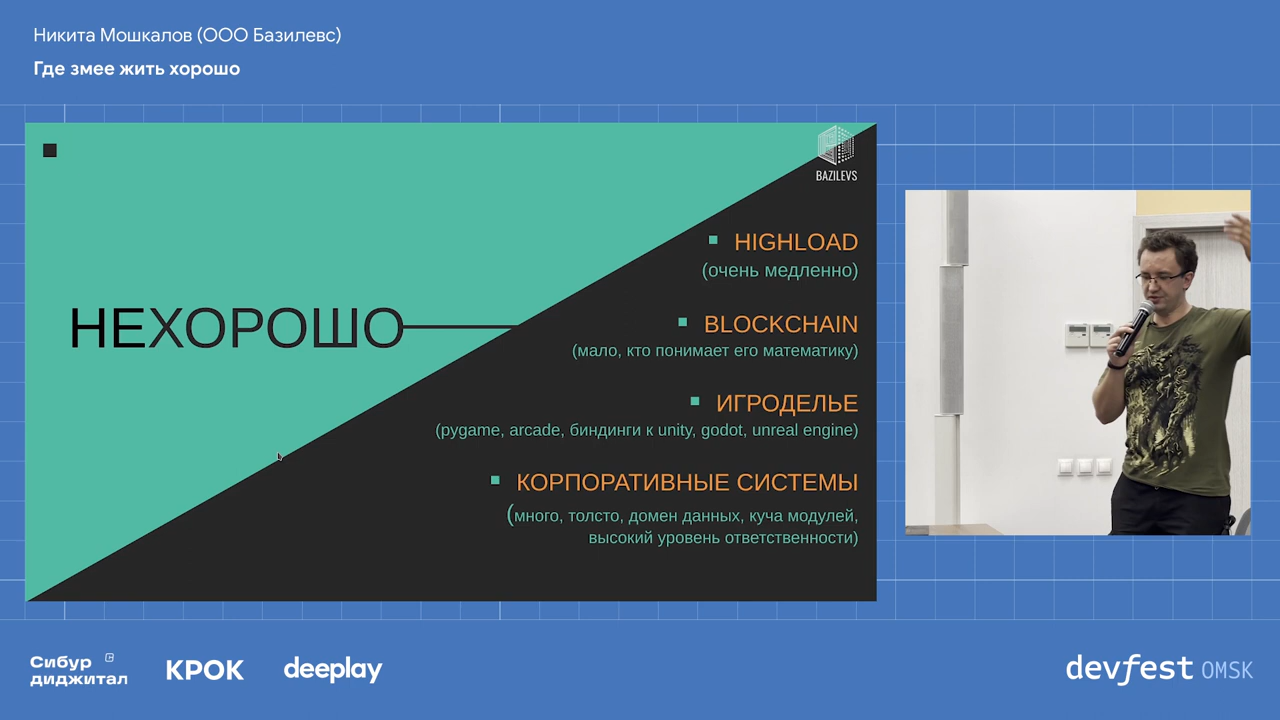 Никита Мошкалов (ООО Базилевс)
Где змее жить хорошо
BAZILEVS
НЕХОРОШО
HIGHLOAD
(очень медленно)
BLOCKCHAIN
(мало, кто понимает его математику)
ИГРОДЕЛЬЕ
(pygame, arcade, биндинги к unity, godot, unreal engine)
КОРПОРАТИВНЫЕ СИСТЕМЫ
(много, толсто, домен данных, куча модулей,
высокий уровень ответственности)
Сибур
диджитал
КРОК
deeplay
devfest OMSK